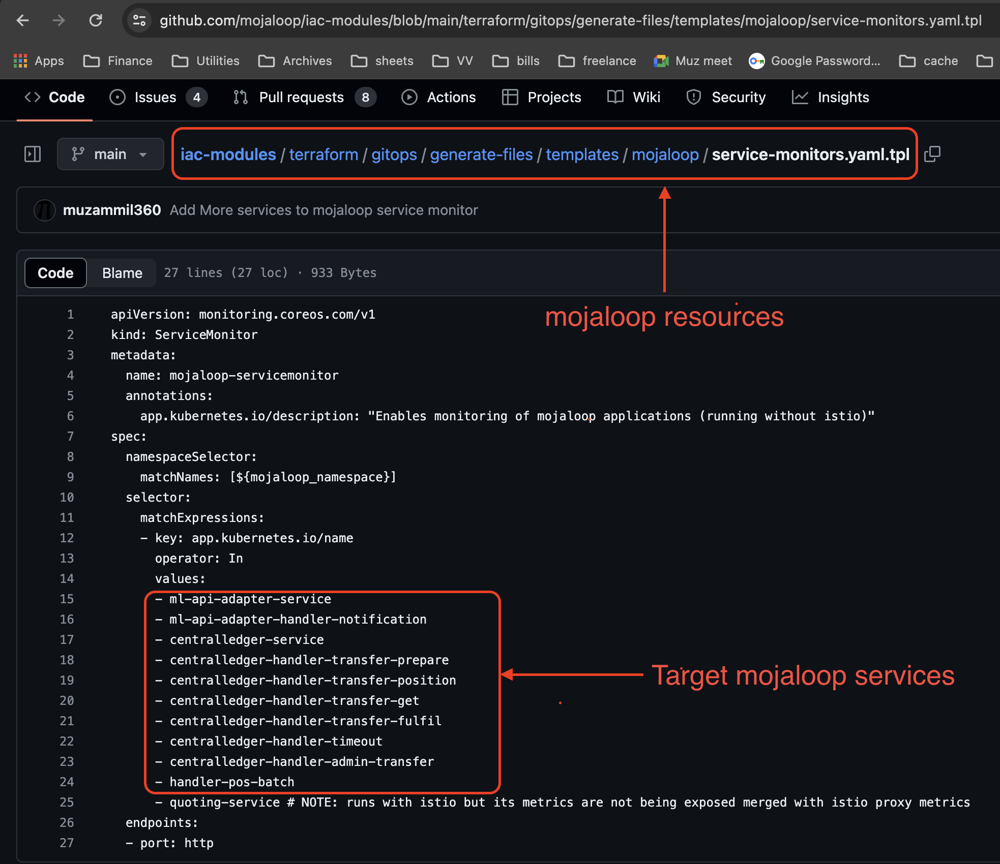 github.com/mojaloop/iac-modules/blob/main/terraform/gitops/generate-files/templates/mojaloop/service-monitors.yaml.tpl
Apps Finance Utilities Archives sheets VV bills freelance Muz meet Google Password... cache
Code Issues 4 Pull requests 8 Actions Projects Wiki Security Insights
main iac-modules / terraform / gitops / generate-files / templates / mojaloop / service-monitors.yaml.tpl
muzammil360 Add More services to mojaloop service monitor
Code Blame 27 lines (27 loc) · 933 Bytes
mojaloop resources
1 apiVersion: monitoring.coreos.com/v1
2 kind: ServiceMonitor
3 metadata:
4 name: mojaloop-servicemonitor
5 annotations:
6 app.kubernetes.io/description: "Enables monitoring of mojaloop applications (running without istio)"
7 spec:
8 namespaceSelector:
9 matchNames: [${mojaloop_namespace}]
10 selector:
11 matchExpressions:
12 - key: app.kubernetes.io/name
13 operator: In
14 values:
15 - ml-api-adapter-service
16 - ml-api-adapter-handler-notification
17 - centralledger-service
18 - centralledger-handler-transfer-prepare
19 - centralledger-handler-transfer-position
Target mojaloop services
20 - centralledger-handler-transfer-get
21 - centralledger-handler-transfer-fulfil
22 - centralledger-handler-timeout
23 - centralledger-handler-admin-transfer
24 - handler-pos-batch
25 - quoting-service # NOTE: runs with istio but its metrics are not being exposed merged with istio proxy metrics
26 endpoints:
27 - port: http